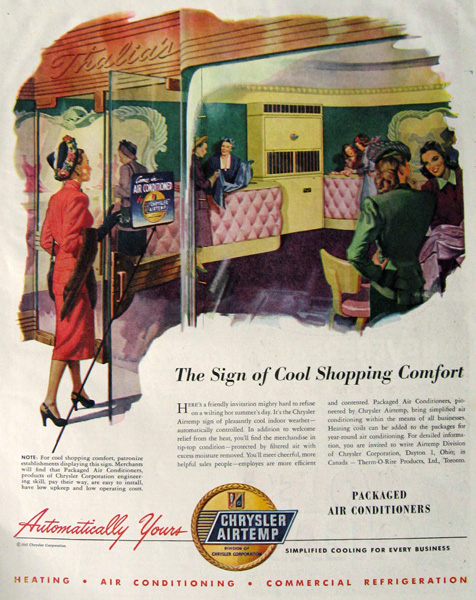 Thalia's
Come in...
AIR CONDITIONED
by
CHRYSLER
AIRTEMP
The Sign of Cool Shopping Comfort
HERE's a friendly invitation mighty hard to refuse
on a wilting hot summer's day. It's the Chrysler
Airtemp sign of pleasantly cool indoor weather—
automatically controlled. In addition to welcome
relief from the heat, you'll find the merchandise in
tip-top condition—protected by filtered air with
excess moisture removed. You'll meet cheerful, more
helpful sales people—employes are more efficient
and contented. Packaged Air Conditioners, pio-
neered by Chrysler Airtemp, bring simplified air
conditioning within the means of all businesses.
Heating coils can be added to the packages for
year-round air conditioning. For detailed informa-
tion, you are invited to write Airtemp Division
of Chrysler Corporation, Dayton 1, Ohio; in
Canada — Therm-O-Rite Products, Ltd., Toronto.
NOTE: For cool shopping comfort, patronize
establishments displaying this sign. Merchants
will find that Packaged Air Conditioners,
products of Chrysler Corporation engineer-
ing skill, pay their way, are easy to install,
have low upkeep and low operating cost.
PACKAGED
AIR CONDITIONERS
Automatically Yours
CHRYSLER
AIRTEMP
DIVISION OF
CHRYSLER CORPORATION
SIMPLIFIED COOLING FOR EVERY BUSINESS
Chrysler Corporation
HEATING • AIR CONDITIONING • COMMERCIAL REFRIGERATION